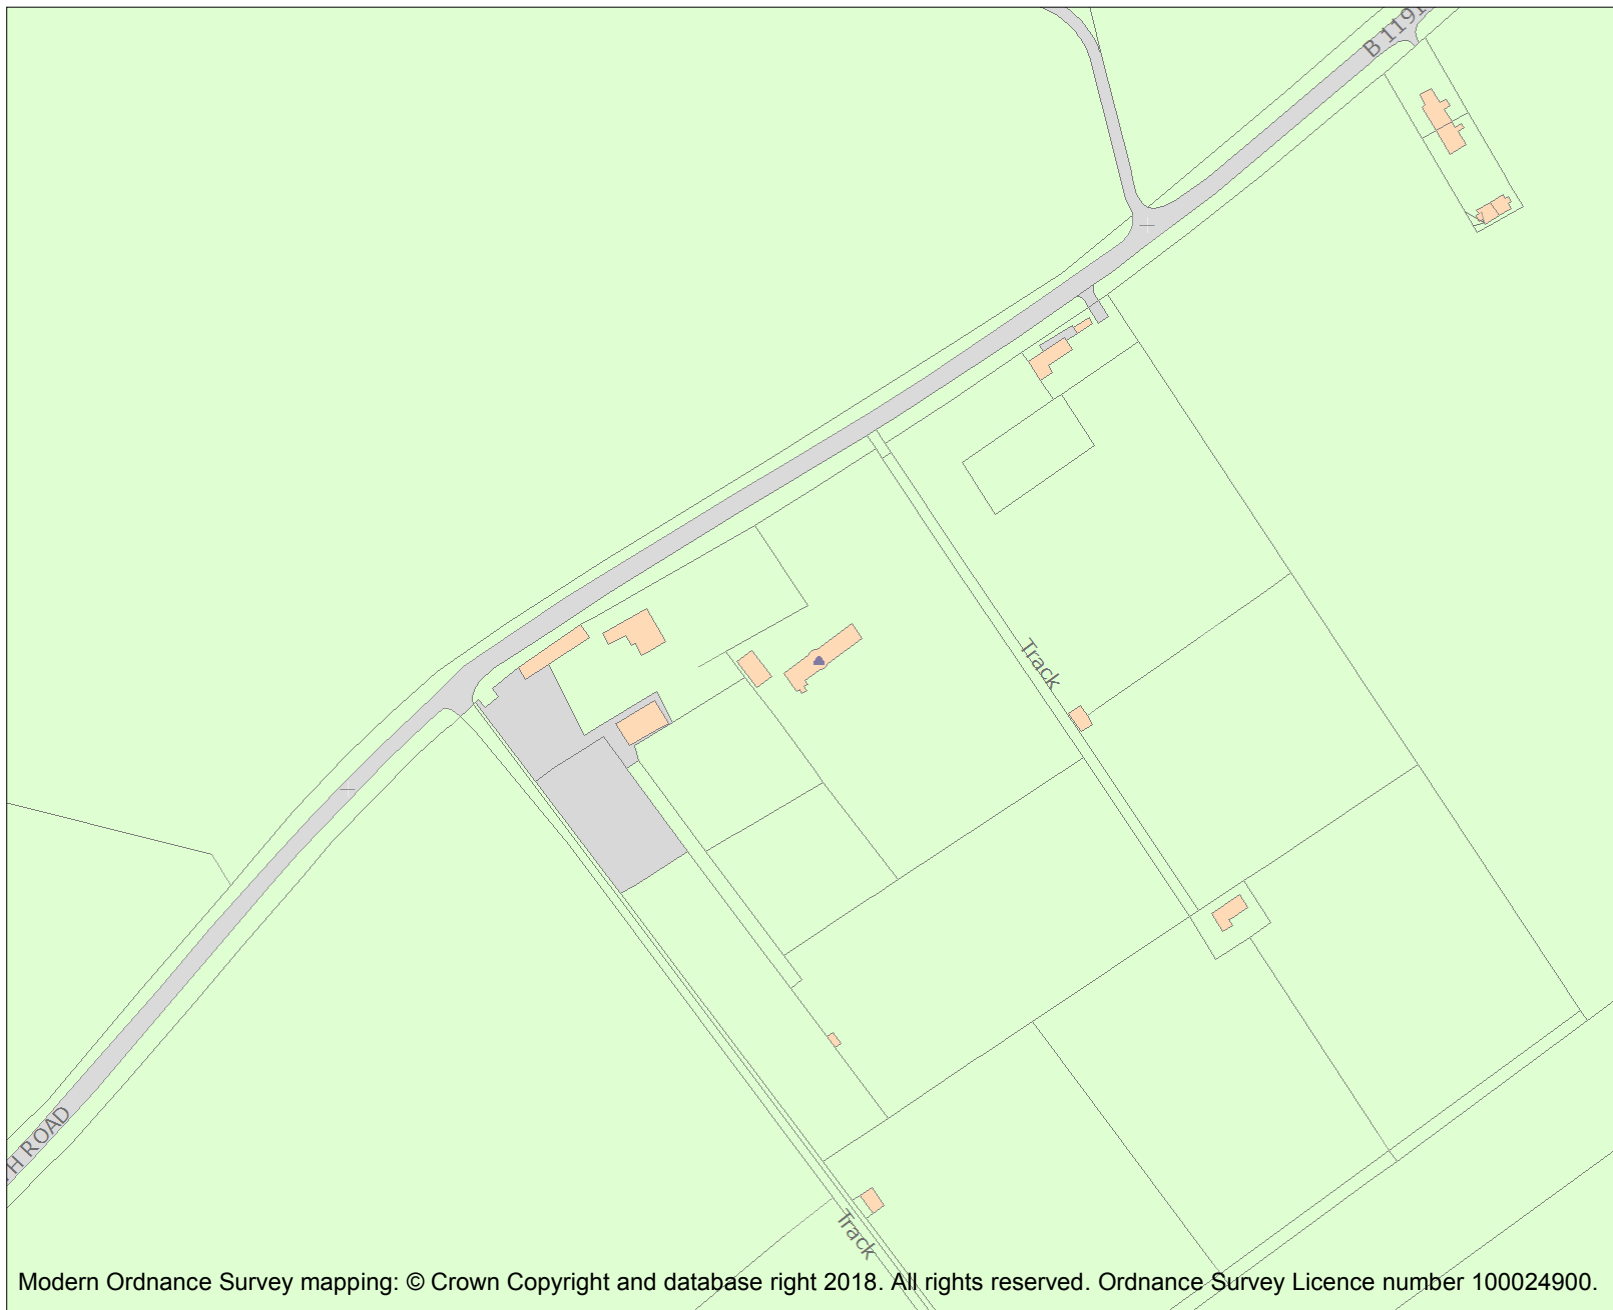 B 1191
Track
H ROAD
Track
Modern Ordnance Survey mapping: © Crown Copyright and database right 2018. All rights reserved. Ordnance Survey Licence number 100024900.